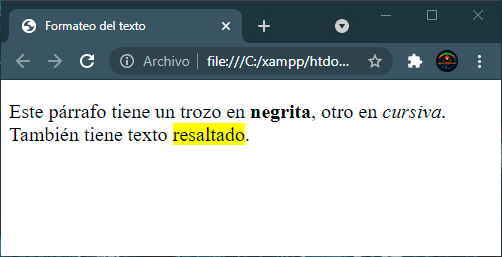 Formateo del texto
Archivo file:///C:/xampp/htdo...
Este párrafo tiene un trozo en negrita, otro en cursiva.
También tiene texto resaltado.